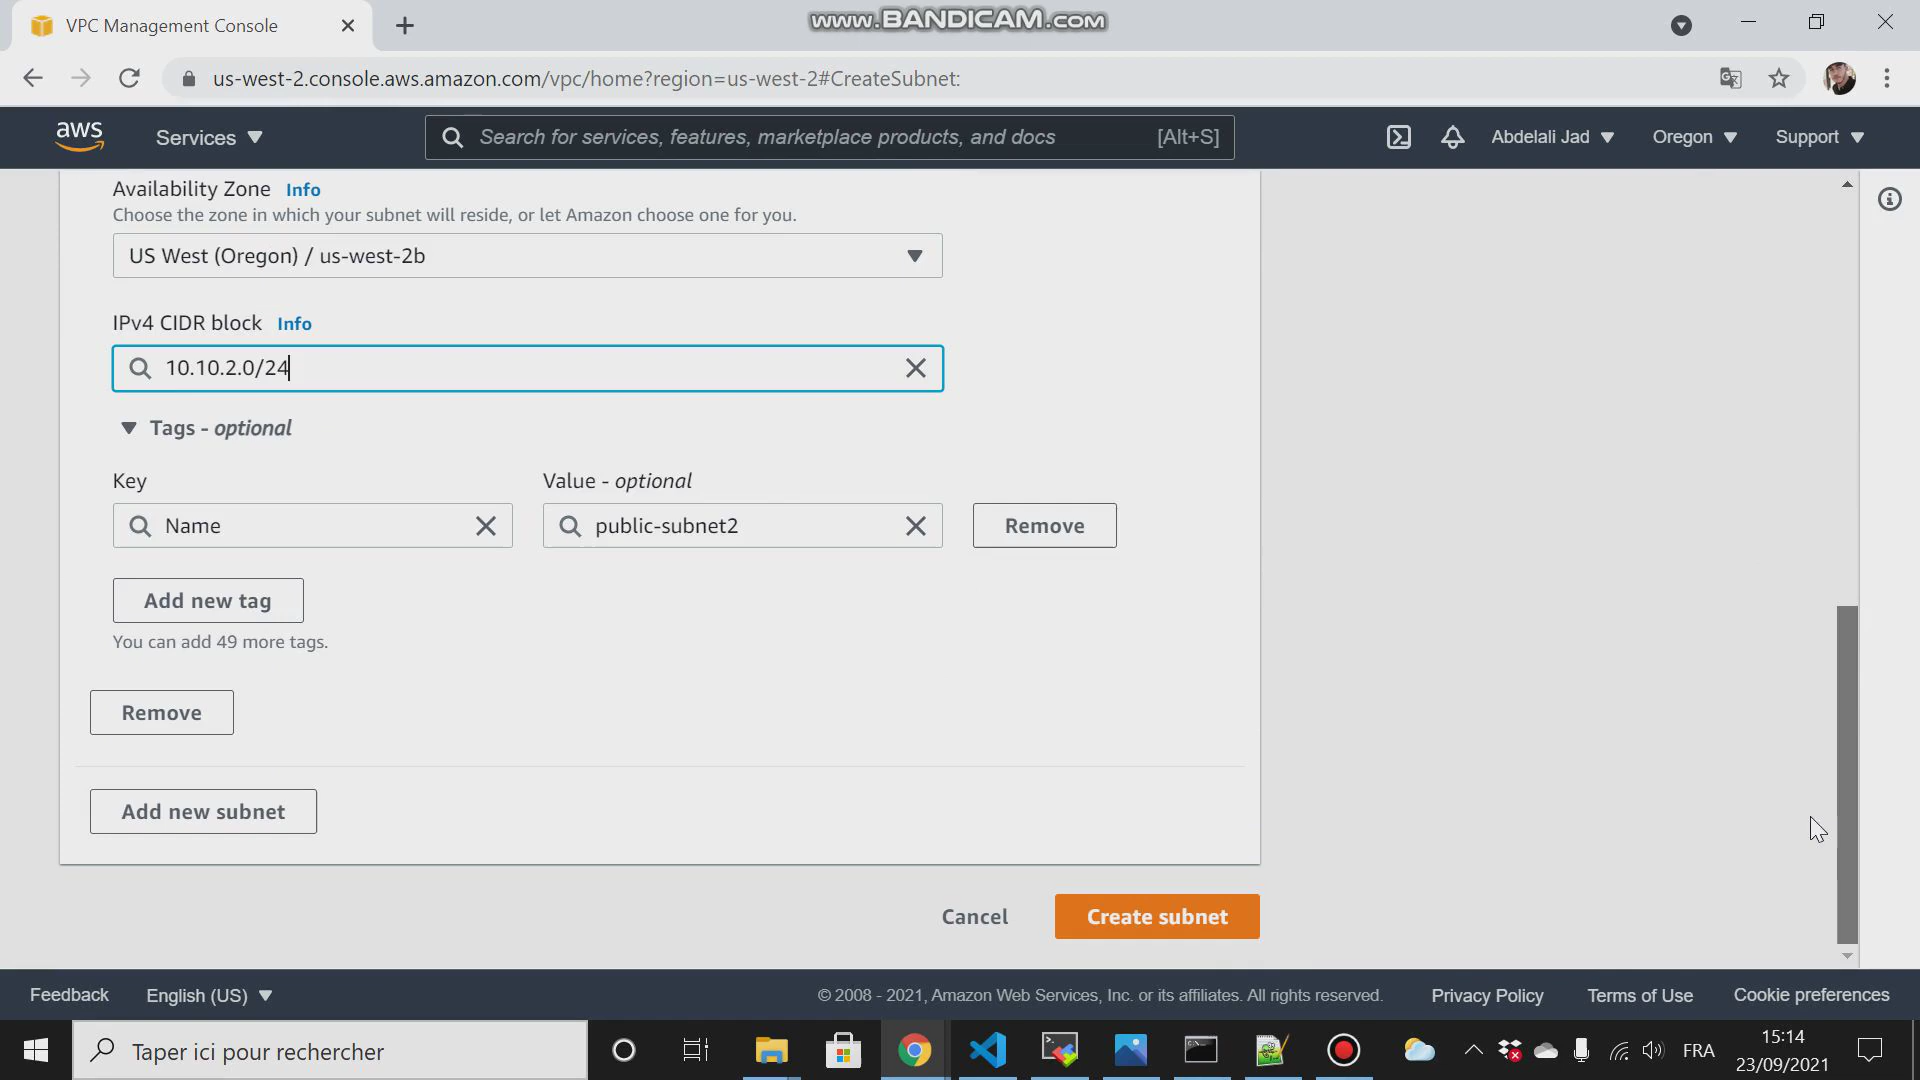 VPC Management Console
www.BANDICAM.com
us-west-2.console.aws.amazon.com/vpc/home?region=us-west-2#CreateSubnet:
aws
Services
Search for services, features, marketplace products, and docs [Alt+S]
Abdelali Jad
Oregon
Support
Availability Zone Info
Choose the zone in which your subnet will reside, or let Amazon choose one for you.
US West (Oregon) / us-west-2b
IPv4 CIDR block Info
10.10.2.0/24
Tags - optional
Key
Value - optional
Name
public-subnet2
Remove
Add new tag
You can add 49 more tags.
Remove
Add new subnet
Cancel
Create subnet
Feedback
English (US)
© 2008 - 2021, Amazon Web Services, Inc. or its affiliates. All rights reserved.
Privacy Policy
Terms of Use
Cookie preferences
Taper ici pour rechercher
FRA
15:14
23/09/2021